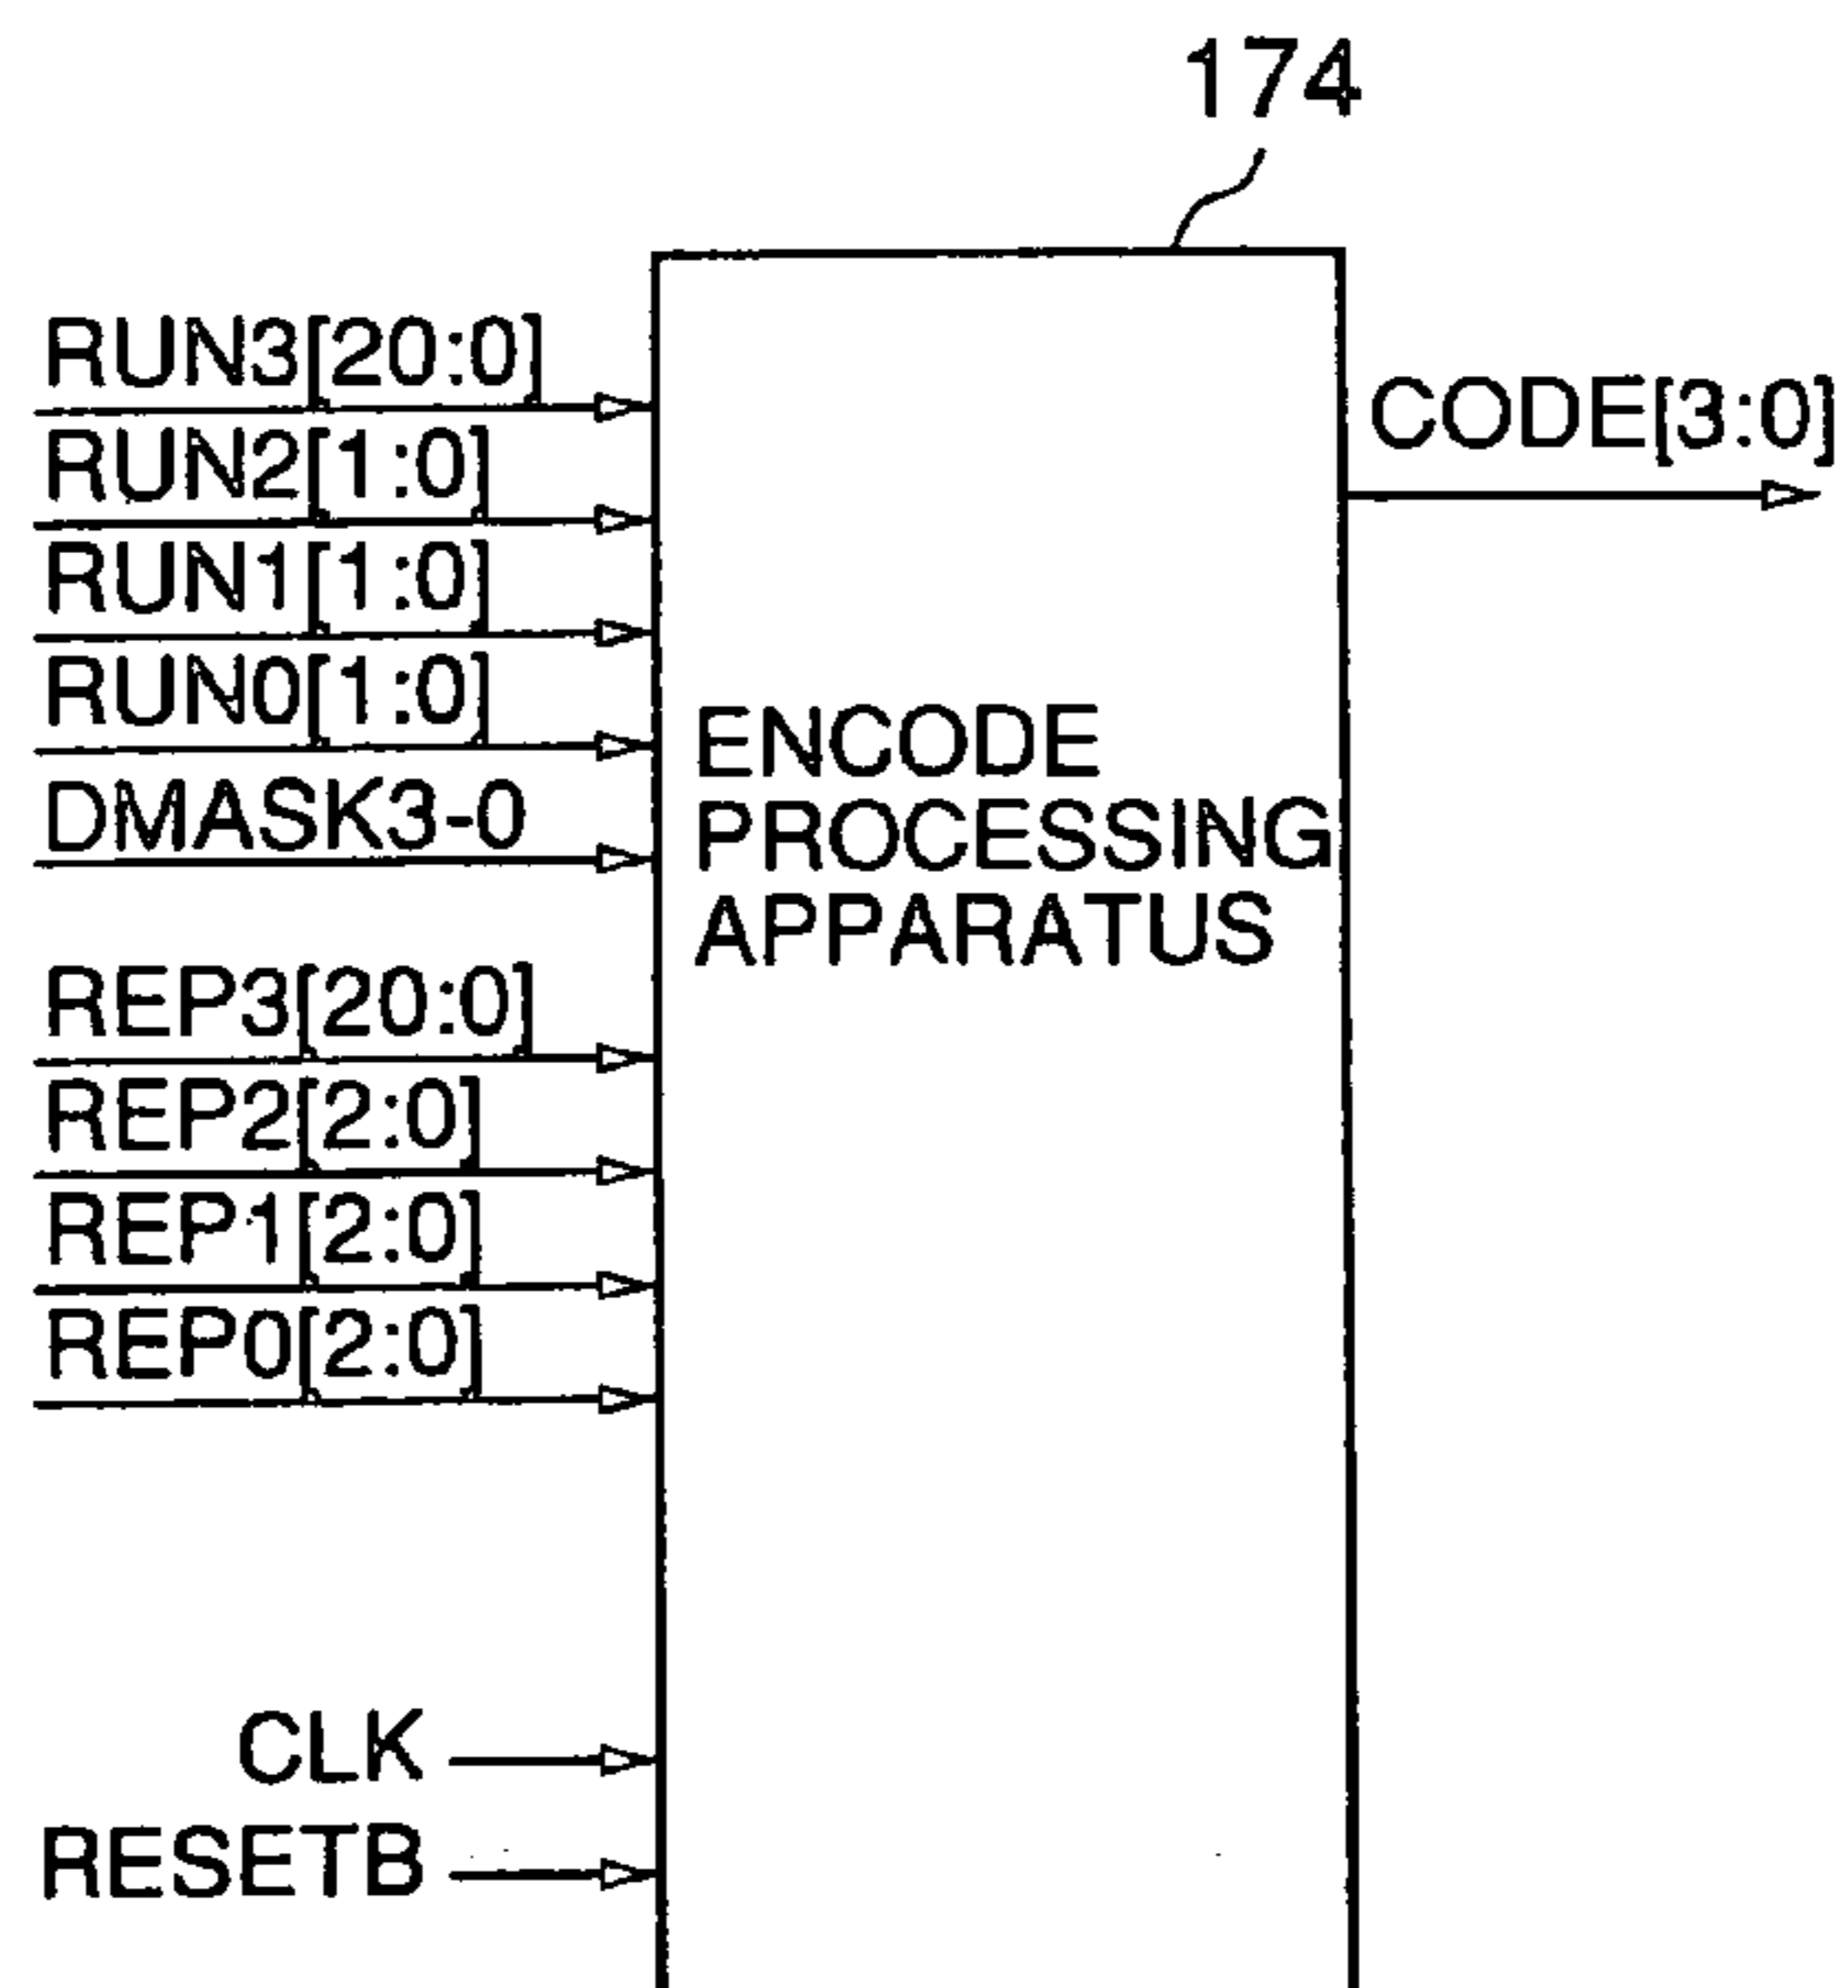 174
RUN3[20:0]
RUN2[1:0]
RUN1[1:0]
RUN0[1:0]
DMASK3-0
CODE[3:0]
ENCODE
PROCESSING
APPARATUS
REP3[20:0]
REP2[2:0]
REP1[2:0]
REP0[2:0]
CLK
RESETB